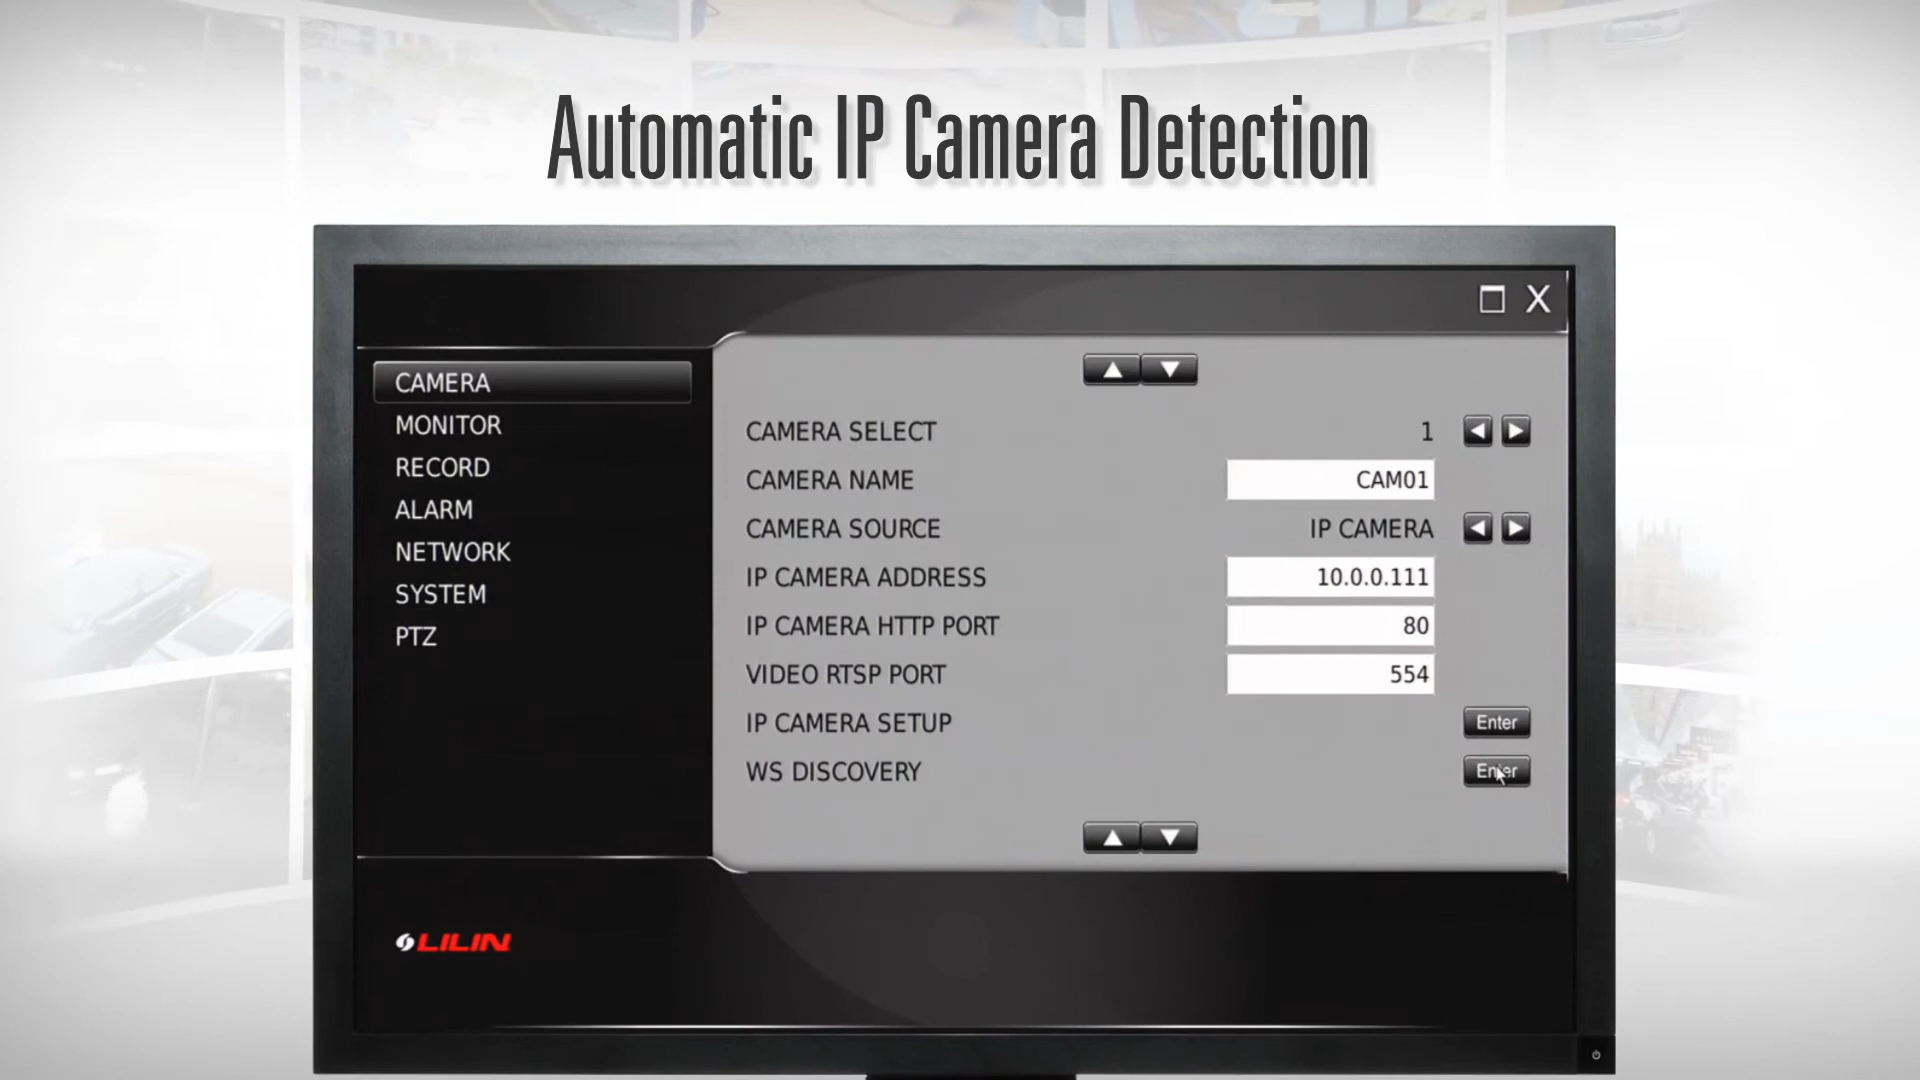 Automatic IP Camera Detection
X
CAMERA
MONITOR
RECORD
ALARM
NETWORK
SYSTEM
PTZ
CAMERA SELECT 1
CAMERA NAME CAM01
CAMERA SOURCE IP CAMERA
IP CAMERA ADDRESS 10.0.0.111
IP CAMERA HTTP PORT 80
VIDEO RTSP PORT 554
IP CAMERA SETUP Enter
WS DISCOVERY Enter
LILIN